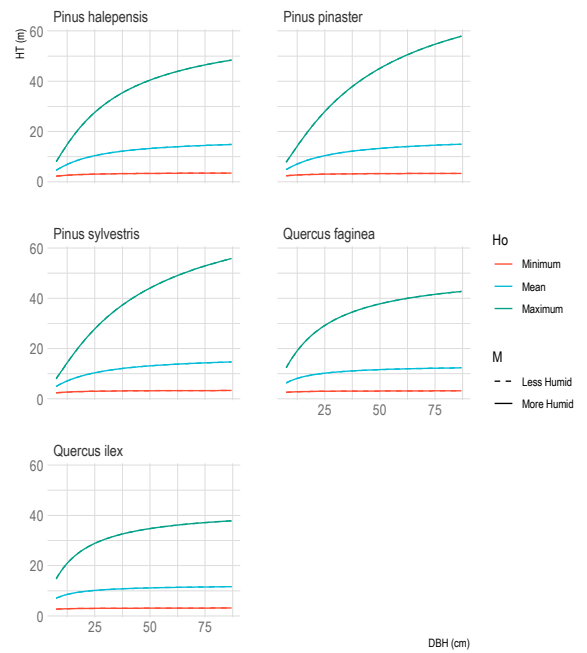 Pinus halepensis
Pinus pinaster
HT (m)
60
40
20
0
Pinus sylvestris
Quercus faginea
60
40
20
0
25 50 75
Ho
Minimum
Mean
Maximum
M
Less Humid
More Humid
Quercus ilex
60
40
20
0
25 50 75
DBH (cm)